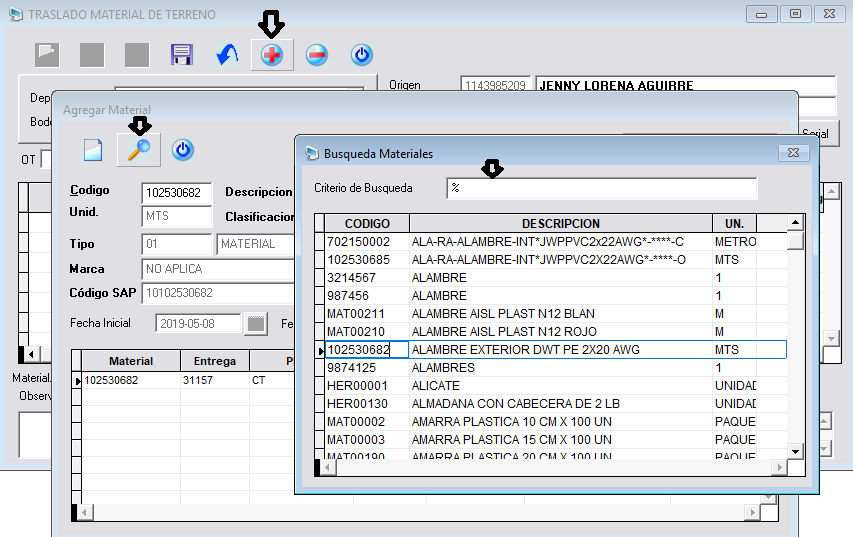 TRASLADO MATERIAL DE TERRENO
Origen 1143985209 JENNY LORENA AGUIRRE
OT
Serial
Material.
Agregar Material
Codigo 102530682 Descripcion
Unid. MTS Clasificacion
Tipo 01 MATERIAL
Marca NO APLICA
Código SAP 10102530682
Fecha Inicial 2019-05-08 Fe
Material Entrega P
102530682 31157 CT
Busqueda Materiales
Criterio de Busqueda %
CODIGO DESCRIPCION UN.
702150002 ALA-RA-ALAMBRE-INT*JWPPVC2x22AWG*-****-C METRO
102530685 ALA-RA-ALAMBRE-INT*JWPPVC2X22AWG*-****-O MTS
3214567 ALAMBRE 1
987456 ALAMBRE 1
MAT00211 ALAMBRE AISL PLAST N12 BLAN M
MAT00210 ALAMBRE AISL PLAST N12 ROJO M
102530682 ALAMBRE EXTERIOR DWT PE 2X20 AWG MTS
9874125 ALAMBRES 1
HER00001 ALICATE UNIDAD
HER00130 ALMADANA CON CABECERA DE 2 LB UNIDAD
MAT00002 AMARRA PLASTICA 10 CM X 100 UN PAQUE
MAT00003 AMARRA PLASTICA 15 CM X 100 UN PAQUE
MAT00190 AMARRA PLASTICA 20 CM X 100 UN PAQUE